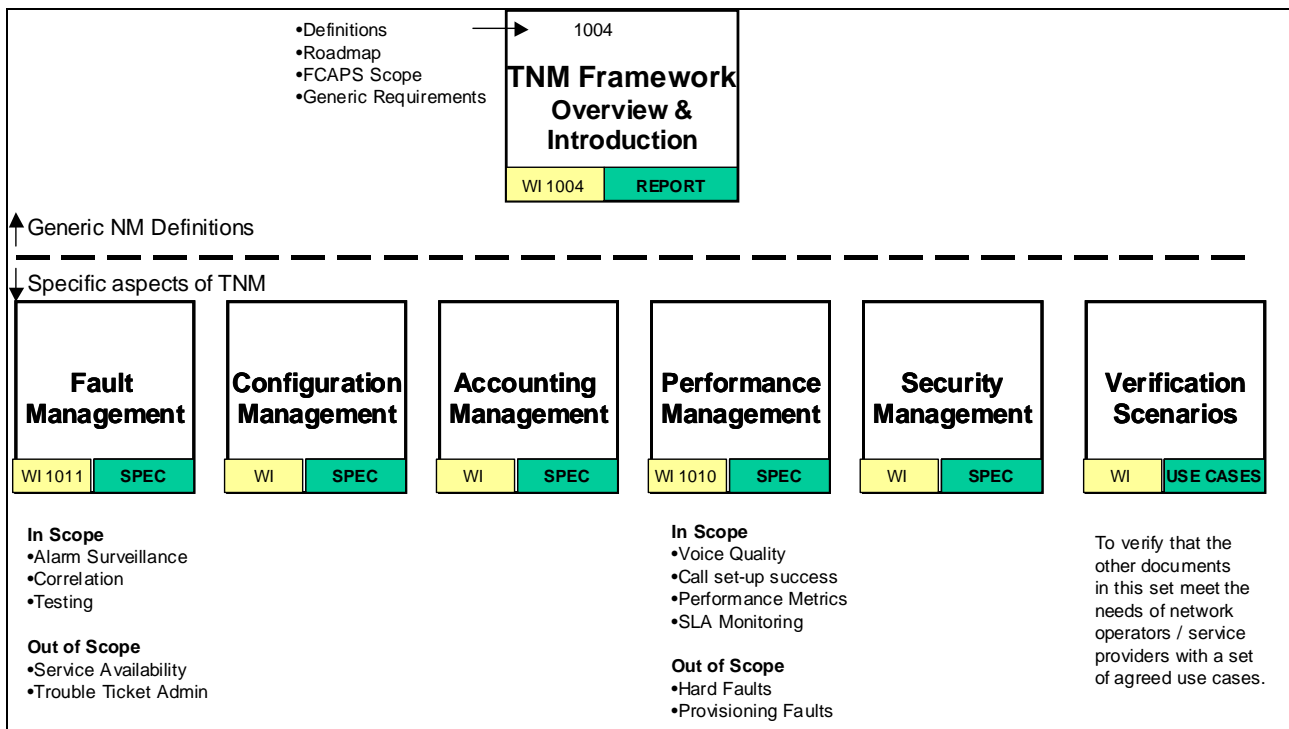 •Definitions
•Roadmap
•FCAPS Scope
•Generic Requirements
1004
TNM Framework
Overview &
Introduction
WI 1004
REPORT
Generic NM Definitions
Specific aspects of TNM
Fault
Management
WI 1011
SPEC
Configuration
Management
WI
SPEC
Accounting
Management
WI
SPEC
Performance
Management
WI 1010
SPEC
Security
Management
WI
SPEC
Verification
Scenarios
WI
USE CASES
In Scope
•Alarm Surveillance
•Correlation
•Testing
Out of Scope
•Service Availability
•Trouble Ticket Admin
In Scope
•Voice Quality
•Call set-up success
•Performance Metrics
•SLA Monitoring
Out of Scope
•Hard Faults
•Provisioning Faults
To verify that the
other documents
in this set meet the
needs of network
operators / service
providers with a set
of agreed use cases.